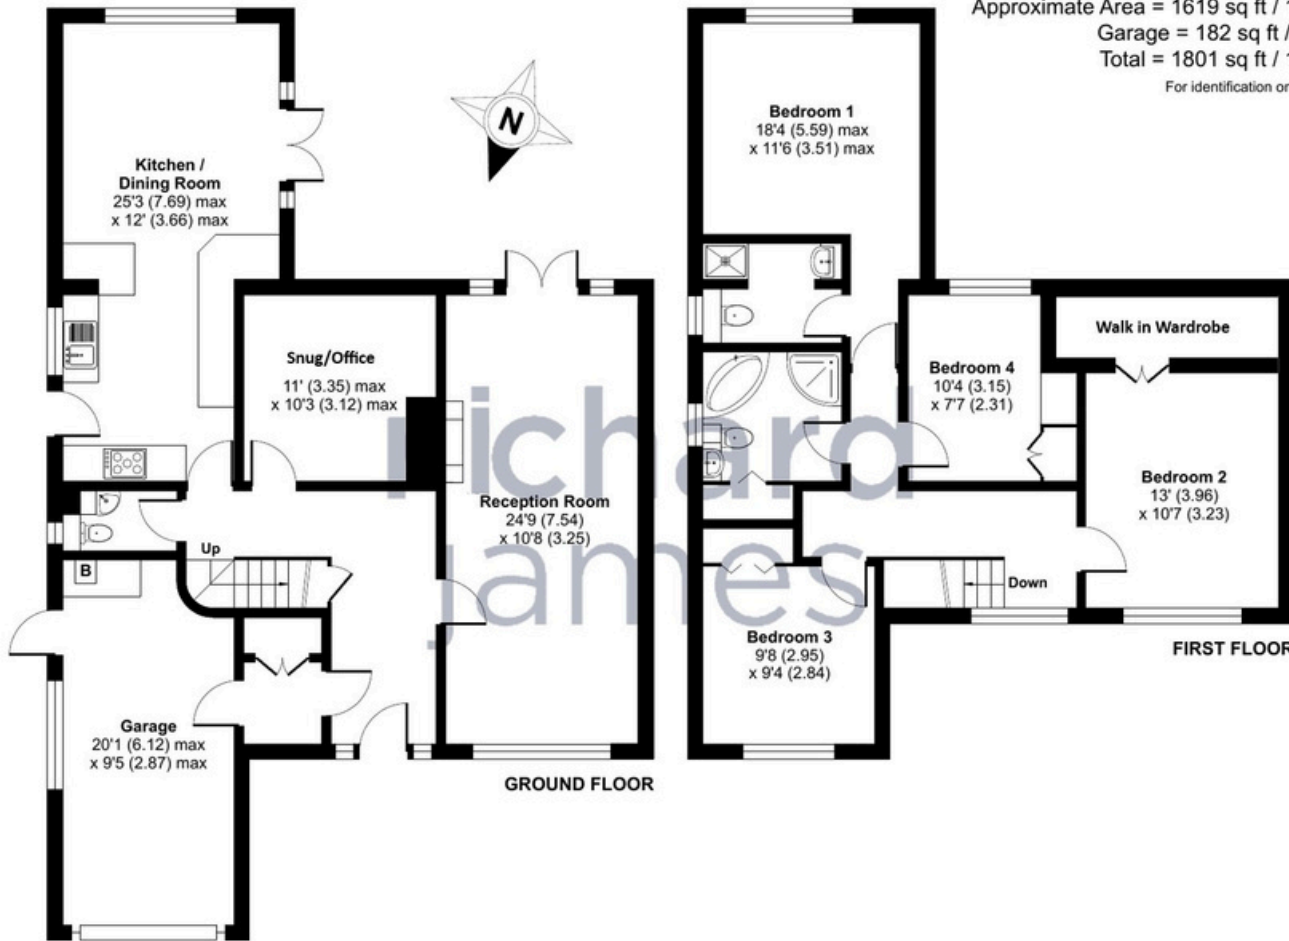 Approximate Area = 1619 sq ft / 1
Garage = 182 sq ft /
Total = 1801 sq ft / 1
For identification on
N
Kitchen /
Dining Room
25'3 (7.69) max
x 12' (3.66) max
Snug/Office
11' (3.35) max
x 10'3 (3.12) max
Reception Room
24'9 (7.54)
x 10'8 (3.25)
Up
B
Garage
20'1 (6.12) max
x 9'5 (2.87) max
GROUND FLOOR
Bedroom 1
18'4 (5.59) max
x 11'6 (3.51) max
Walk in Wardrobe
Bedroom 4
10'4 (3.15)
x 7'7 (2.31)
Bedroom 2
13' (3.96)
x 10'7 (3.23)
Down
Bedroom 3
9'8 (2.95)
x 9'4 (2.84)
FIRST FLOOR
richard
james